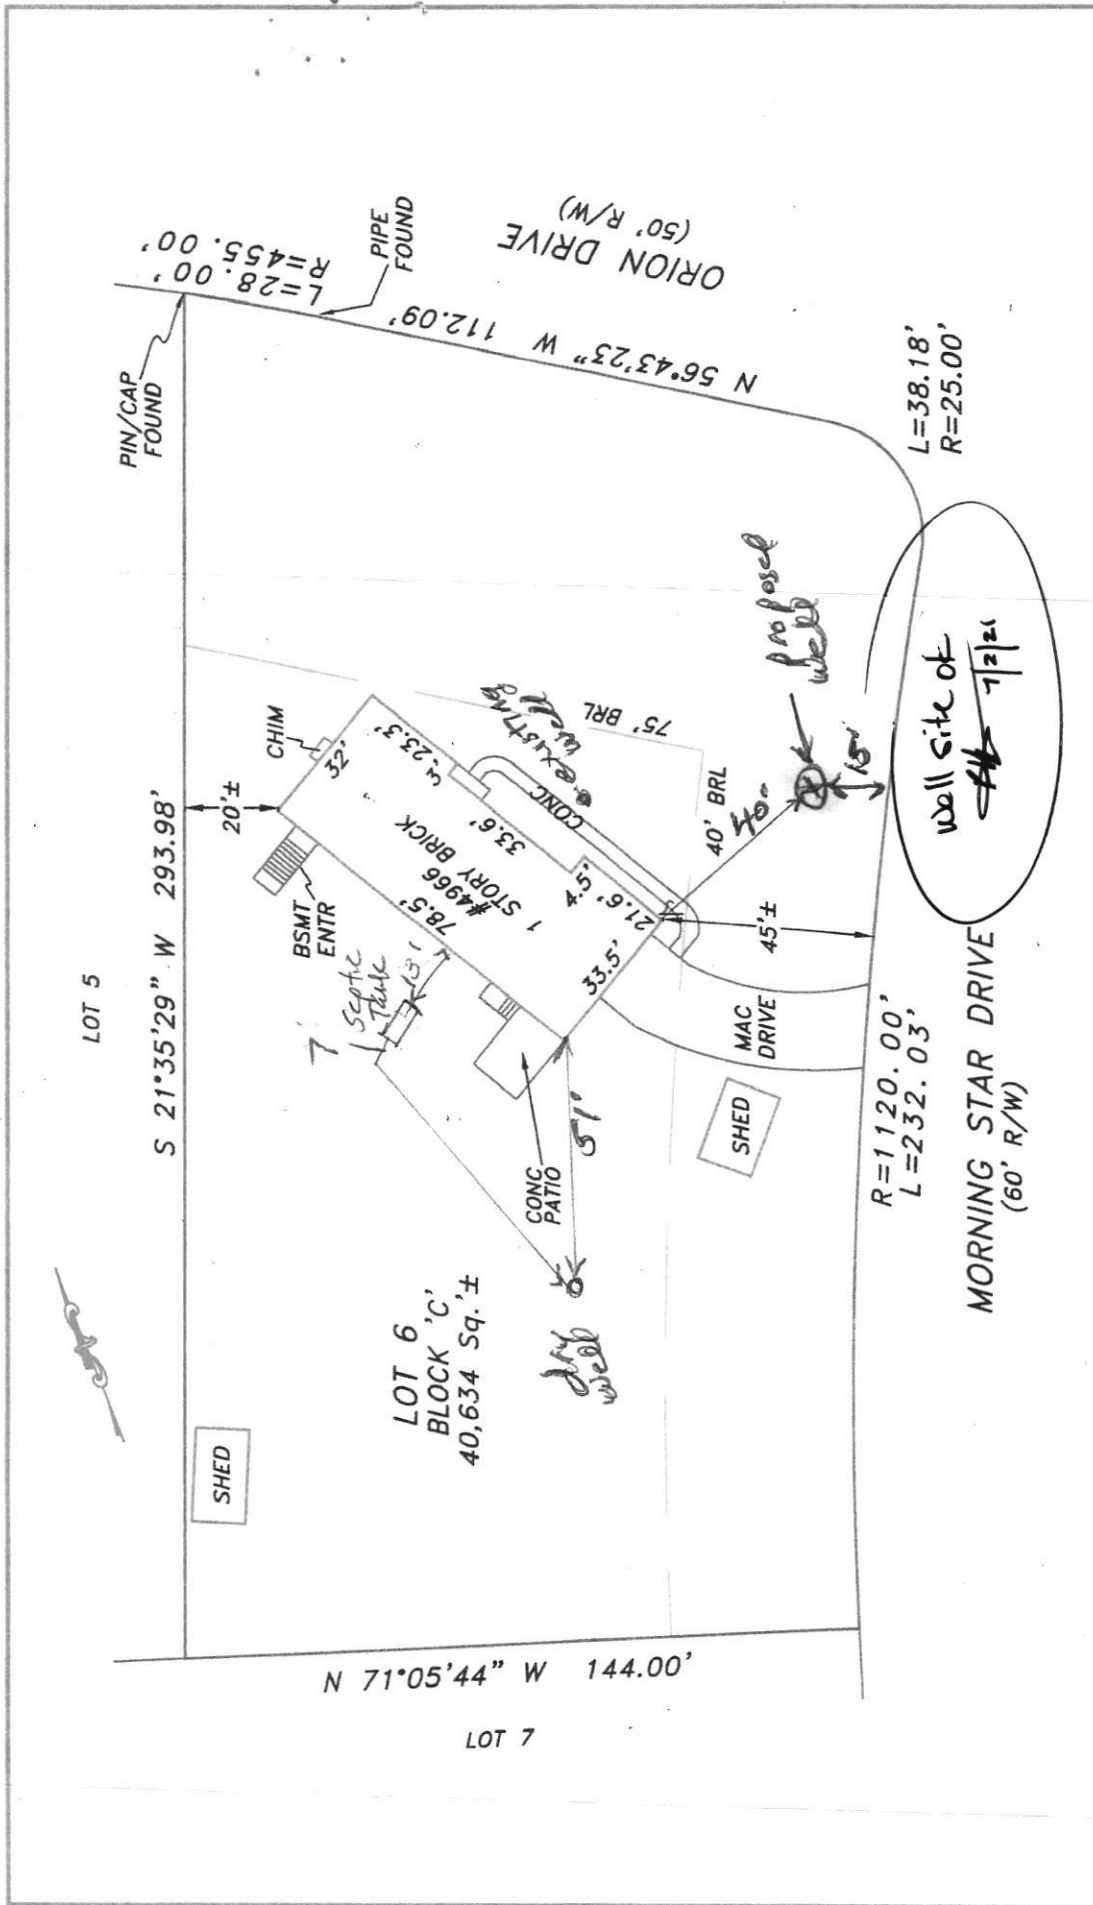 LOT 5
S 21°35'29" W 293.98'
PIN/CAP
FOUND
L=28.00'
R=455.00'
PIPE
FOUND
N 56°43'23" W 112.09'
ORION DRIVE
(50' R/W)
L=38.18'
R=25.00'
20'±
CHIM
32'
BSMT
ENTR
78.5'
#4966
1 STORY BRICK
23.3'
33.6'
4.5'
21.6'
33.5'
CONC
existing
well
75' BRL
40' BRL
40'
proposed
well
15'
well site ok
7/2/21
Septic
Tank
13'
7
51'
CONC
PATIO
dry
well
45'±
MAC
DRIVE
SHED
SHED
LOT 6
BLOCK 'C'
40,634 Sq.'±
R=1120.00'
L=232.03'
MORNING STAR DRIVE
(60' R/W)
N 71°05'44" W 144.00'
LOT 7